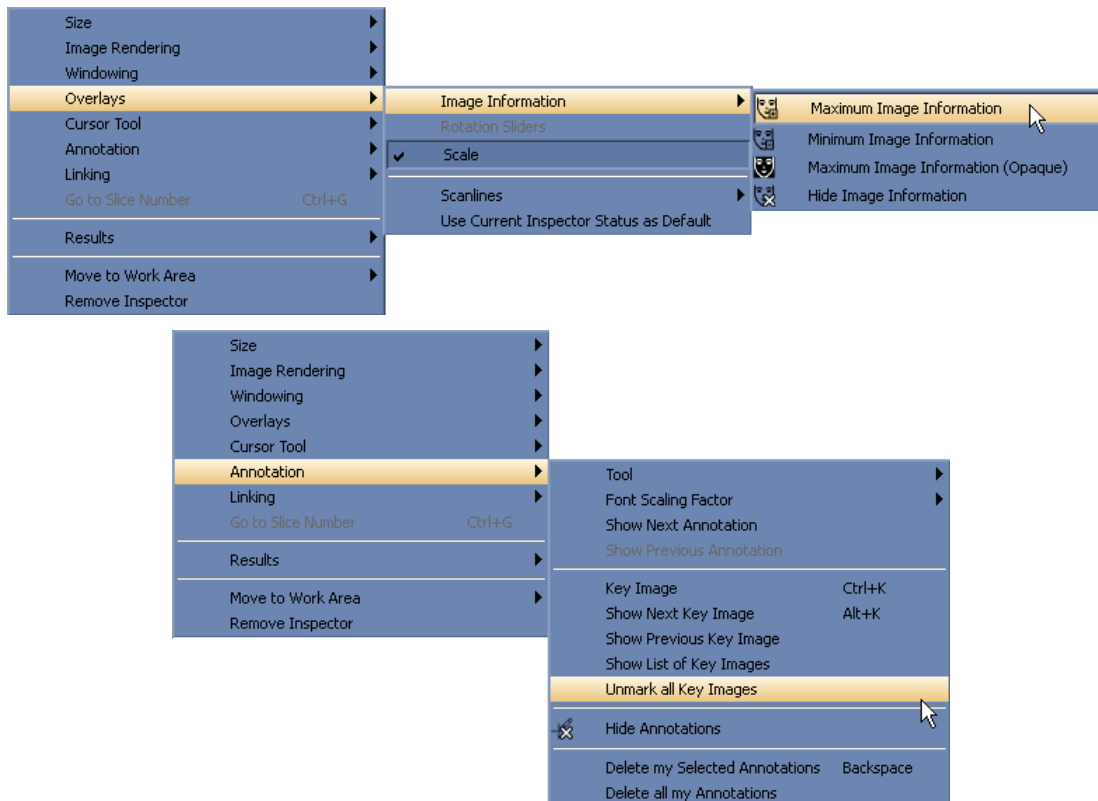 Size
Image Rendering
Windowing
Overlays
Cursor Tool
Annotation
Linking
Go to Slice Number Ctrl+G
Results
Move to Work Area
Remove Inspector
Image Information
Rotation Sliders
Scale
Scanlines
Use Current Inspector Status as Default
Maximum Image Information
Minimum Image Information
Maximum Image Information (Opaque)
Hide Image Information
Size
Image Rendering
Windowing
Overlays
Cursor Tool
Annotation
Linking
Go to Slice Number Ctrl+G
Results
Move to Work Area
Remove Inspector
Tool
Font Scaling Factor
Show Next Annotation
Show Previous Annotation
Key Image Ctrl+K
Show Next Key Image Alt+K
Show Previous Key Image
Show List of Key Images
Unmark all Key Images
Hide Annotations
Delete my Selected Annotations Backspace
Delete all my Annotations